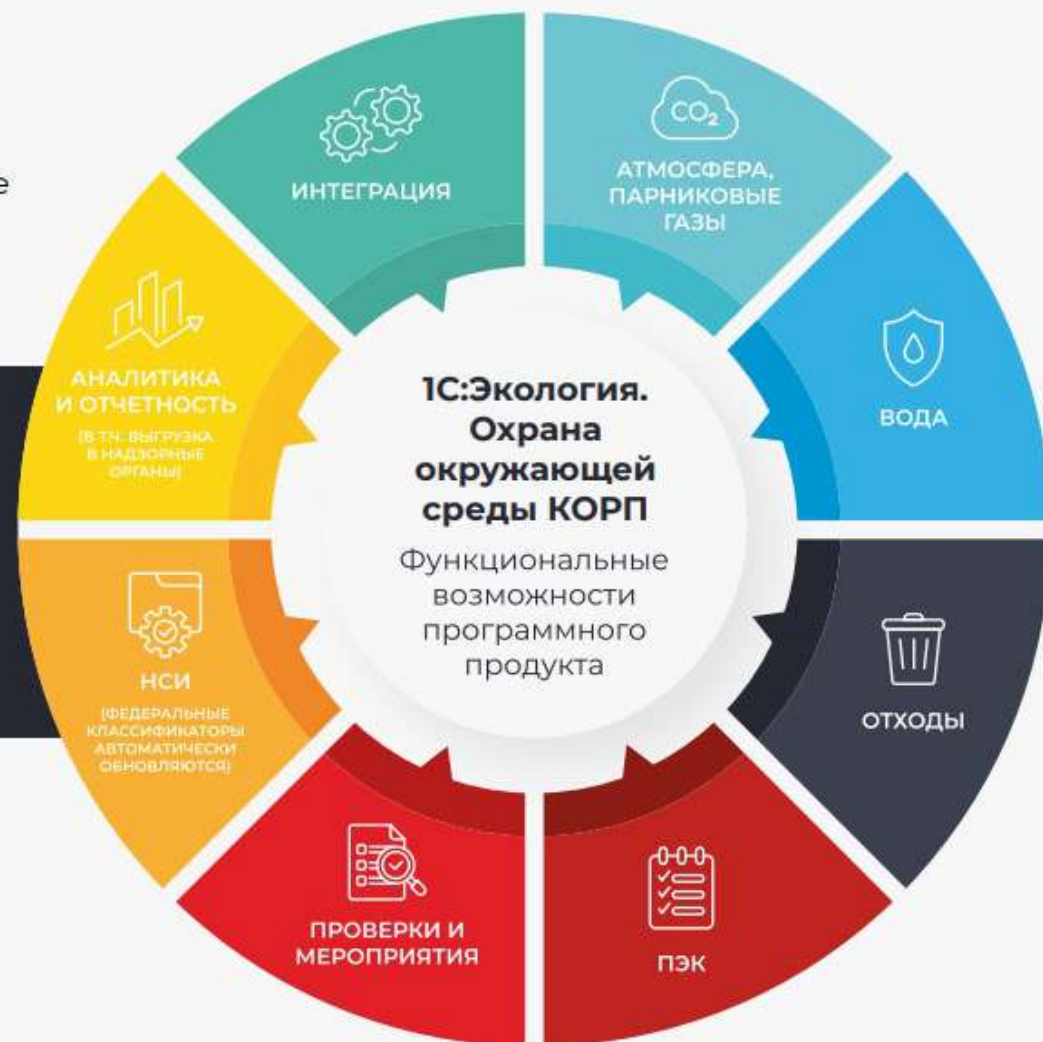 е
ИНТЕГРАЦИЯ
CO₂
АТМОСФЕРА,
ПАРНИКОВЫЕ
ГАЗЫ
ВОДА
ОТХОДЫ
ПЭК
ПРОВЕРКИ И
МЕРОПРИЯТИЯ
НСИ
(ФЕДЕРАЛЬНЫЕ
КЛАССИФИКАТОРЫ
АВТОМАТИЧЕСКИ
ОБНОВЛЯЮТСЯ)
АНАЛИТИКА
И ОТЧЕТНОСТЬ
(В Т.Ч. ВЫГРУЗКА
В НАДЗОРНЫЕ
ОРГАНЫ)
1С:Экология.
Охрана
окружающей
среды КОРП
Функциональные
возможности
программного
продукта